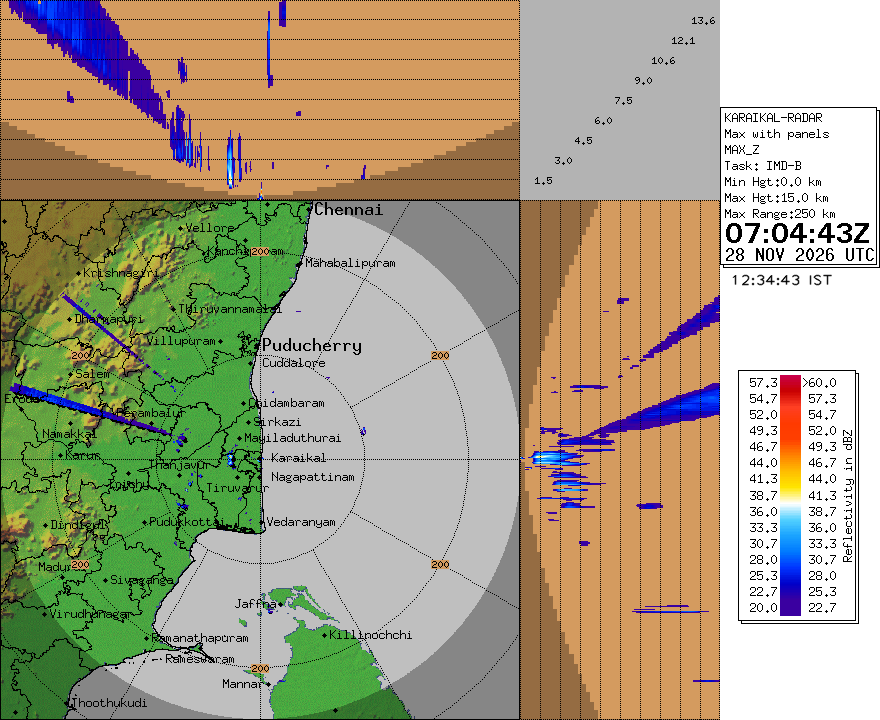 13.6
12.1
10.6
9.0
7.5
6.0
4.5
3.0
1.5
KARAIKAL-RADAR
Max with panels
MAX_Z
Task: IMD-B
Min Hgt:0.0 km
Max Hgt:15.0 km
Max Range:250 km
07:04:43Z
28 NOV 2026 UTC
12:34:43 IST
Chennai
Vellore
200
Mahabalipuram
Krishnagiri
Thiruvannamalai
Dharmapuri
Villupuram
Puducherry
200
200
Cuddalore
Salem
Perambalur
Chidambaram
Sirkazi
Namakkal
Mayiladuthurai
Karur
Thanjavur
Karaikal
Nagapattinam
Tiruvarur
Dindigul
Pudukkottai
Vedaranyam
200
200
Sivaganga
Jaffna
Virudhunagar
Ramanathapuram
Killinochchi
Rameswaram
200
Mannar
Thoothukudi
57.3 >60.0
54.7 57.3
52.0 54.7
49.3 52.0
46.7 49.3
44.0 46.7
41.3 44.0
38.7 41.3
36.0 38.7
33.3 36.0
30.7 33.3
28.0 30.7
25.3 28.0
22.7 25.3
20.0 22.7
Reflectivity in dBZ